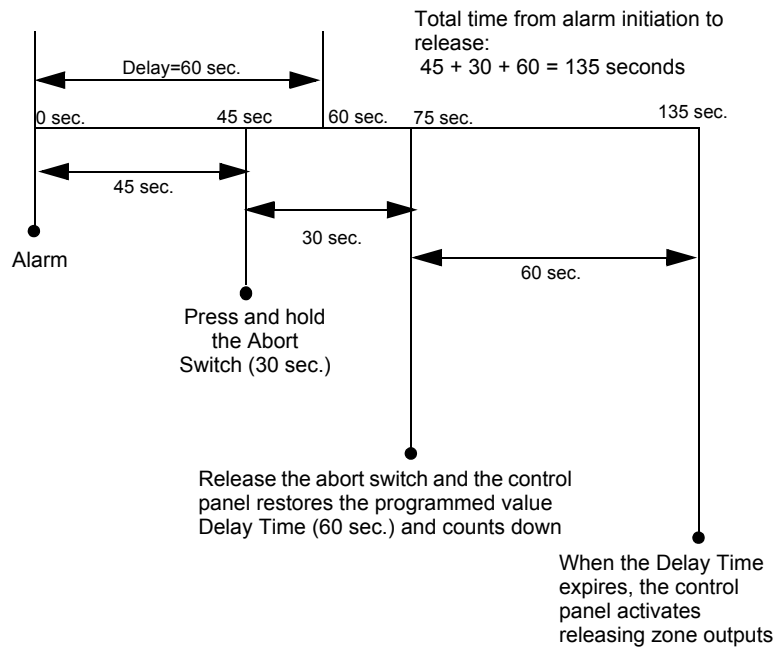 Total time from alarm initiation to
release:
45 + 30 + 60 = 135 seconds
Delay=60 sec.
0 sec.
45 sec
60 sec.
75 sec.
135 sec.
45 sec.
30 sec.
60 sec.
Alarm
Press and hold
the Abort
Switch (30 sec.)
Release the abort switch and the control
panel restores the programmed value
Delay Time (60 sec.) and counts down
When the Delay Time
expires, the control
panel activates
releasing zone outputs